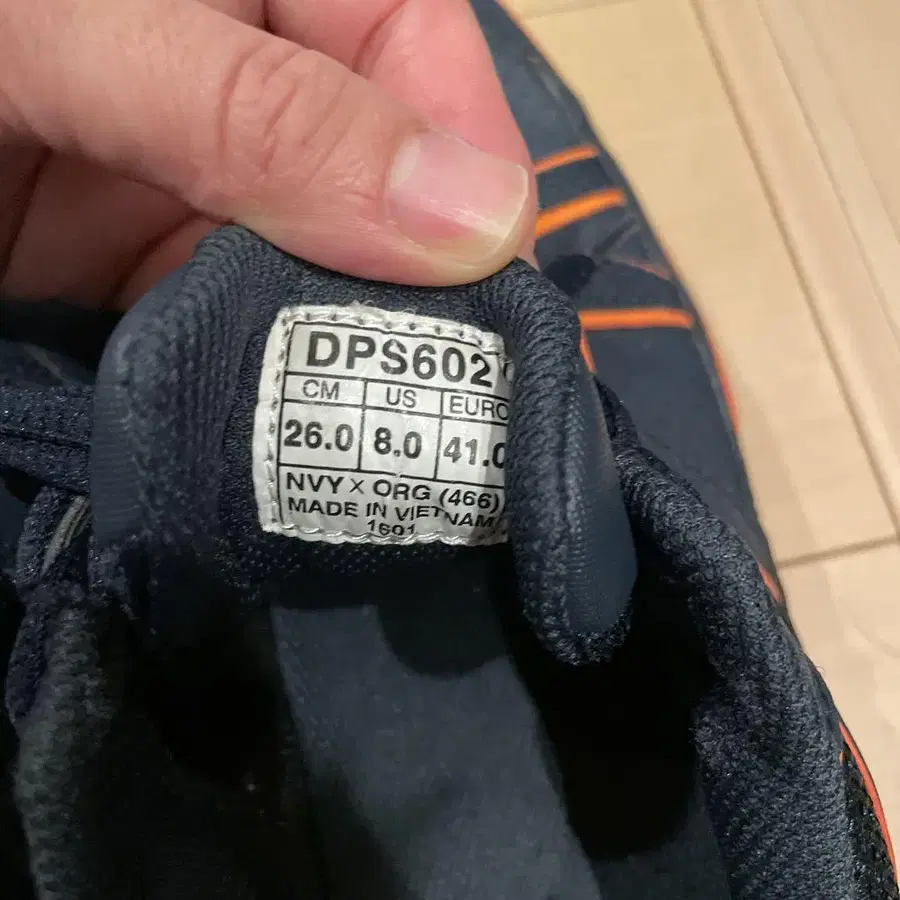 DPS602
CM US EURO
26.0 8.0 41.0
NVY X ORG (466)
MADE IN VIETNAM
1601